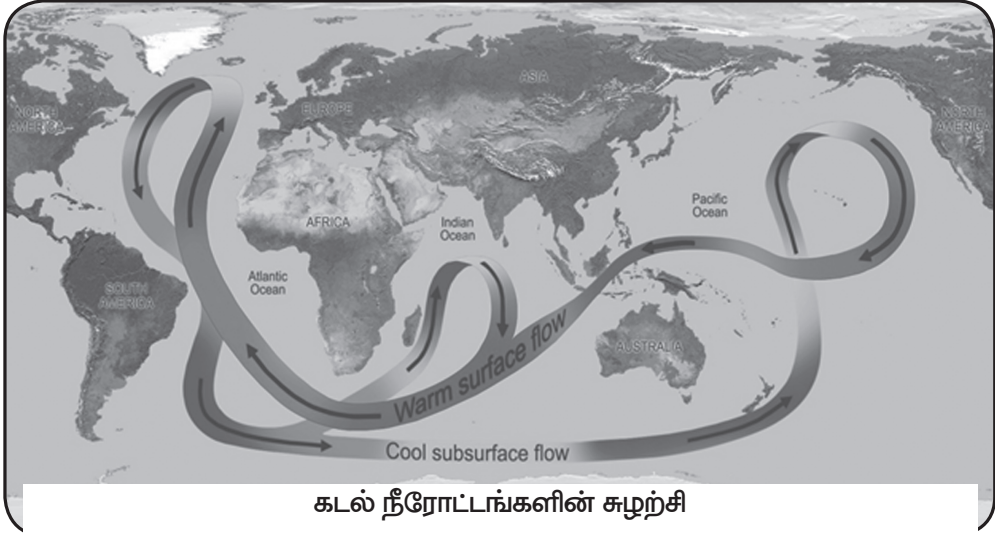 NORTH
AMERICA
EUROPE
ASIA
NORTH
AMERICA
AFRICA
Indian
Ocean
Pacific
Ocean
Atlantic
Ocean
SOUTH
AMERICA
AUSTRALIA
Warm surface flow
Cool subsurface flow
கடல் நீரோட்டங்களின் சுழற்சி